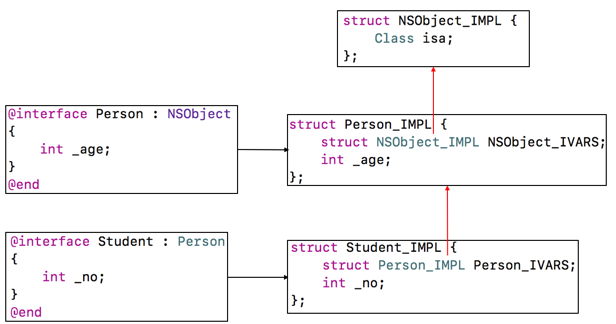 struct NSObject_IMPL {
    Class isa;
};
@interface Person : NSObject
{
    int _age;
}
@end
struct Person_IMPL {
    struct NSObject_IMPL NSObject_IVARS;
    int _age;
};
@interface Student : Person
{
    int _no;
}
@end
struct Student_IMPL {
    struct Person_IMPL Person_IVARS;
    int _no;
};